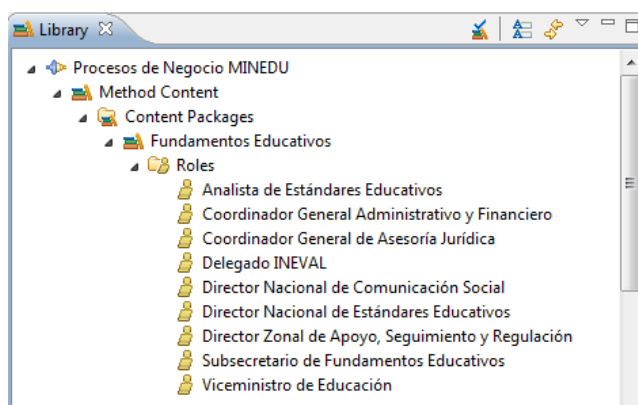 Library
Procesos de Negocio MINEDU
Method Content
Content Packages
Fundamentos Educativos
Roles
Analista de Estándares Educativos
Coordinador General Administrativo y Financiero
Coordinador General de Asesoría Jurídica
Delegado INEVAL
Director Nacional de Comunicación Social
Director Nacional de Estándares Educativos
Director Zonal de Apoyo, Seguimiento y Regulación
Subsecretario de Fundamentos Educativos
Viceministro de Educación